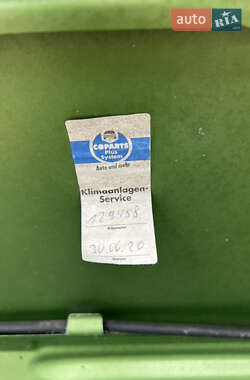 auto RIA
COPARTS
Plus
System
Auto und mehr
Klimaanlagen-
Service
129458
30.06.20